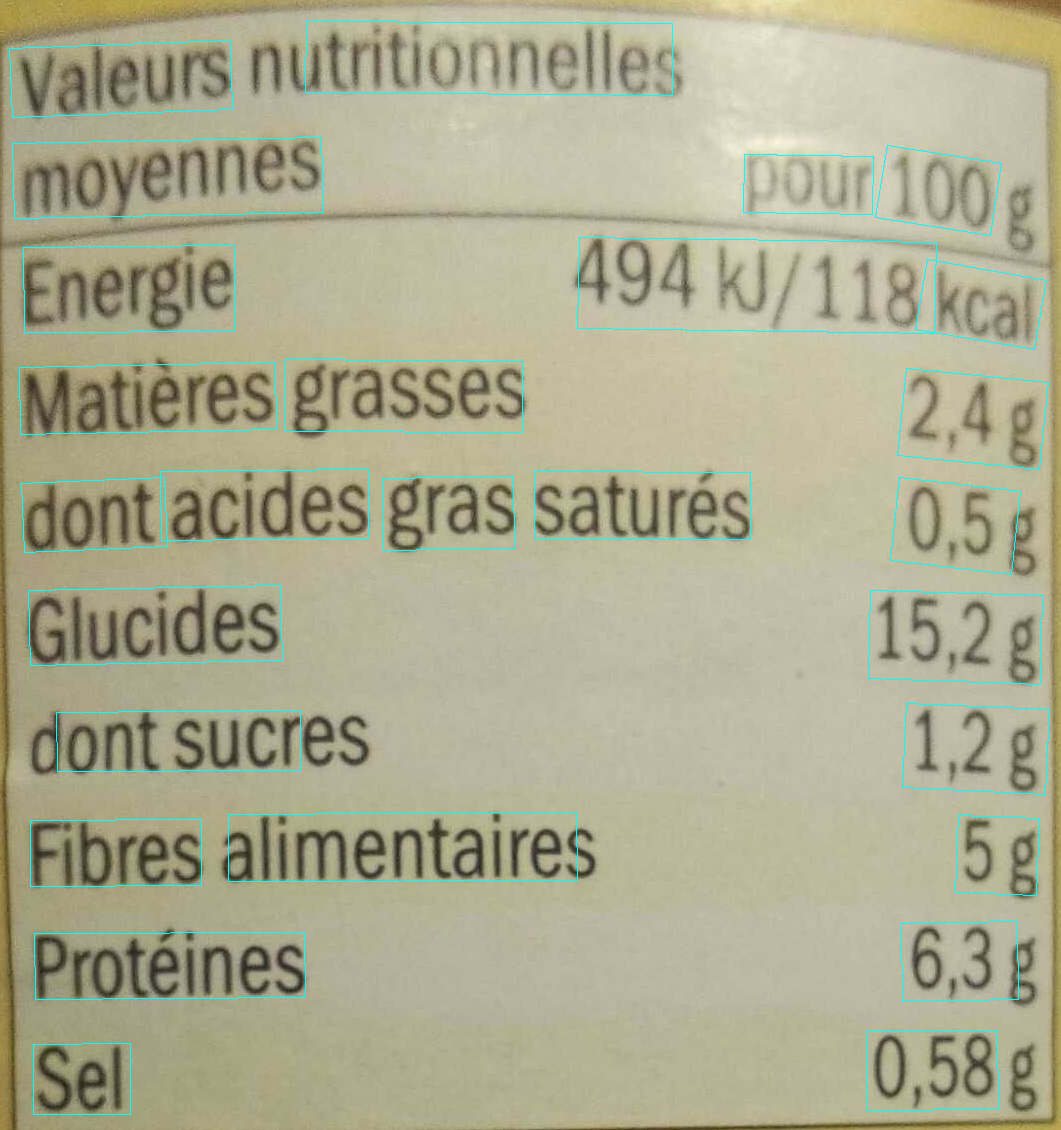 Valeurs nutritionnelles
moyennes pour 100 g
Energie 494 kJ/118 kcal
Matières grasses 2,4 g
dont acides gras saturés 0,5 g
Glucides 15,2 g
dont sucres 1,2 g
Fibres alimentaires 5 g
Protéines 6,3 g
Sel 0,58 g